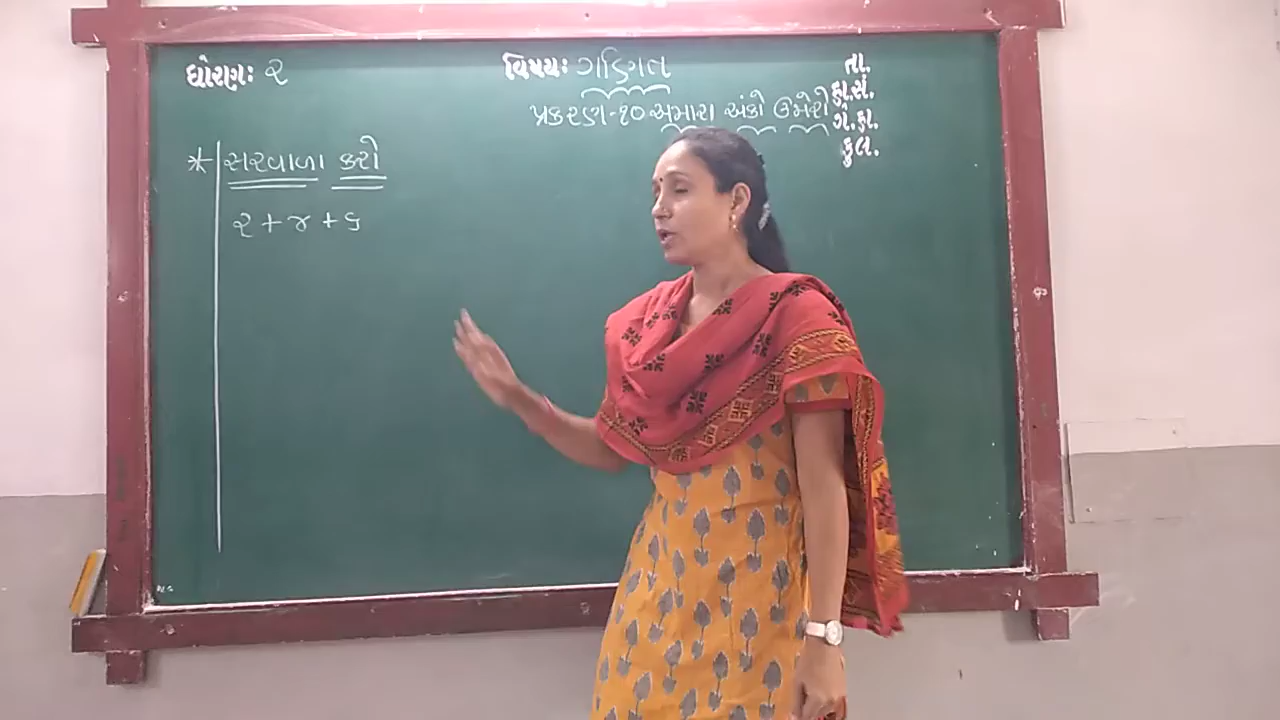 ધોરણ: ૨
વિષય: ગણિત
પ્રકરણ-૧૦ અમારા અંકો ઉમેરો
તા.
કુ.સં.
ગે.હા.
કુલ.
* સરવાળા કરો
૨ + ૪ + ૬